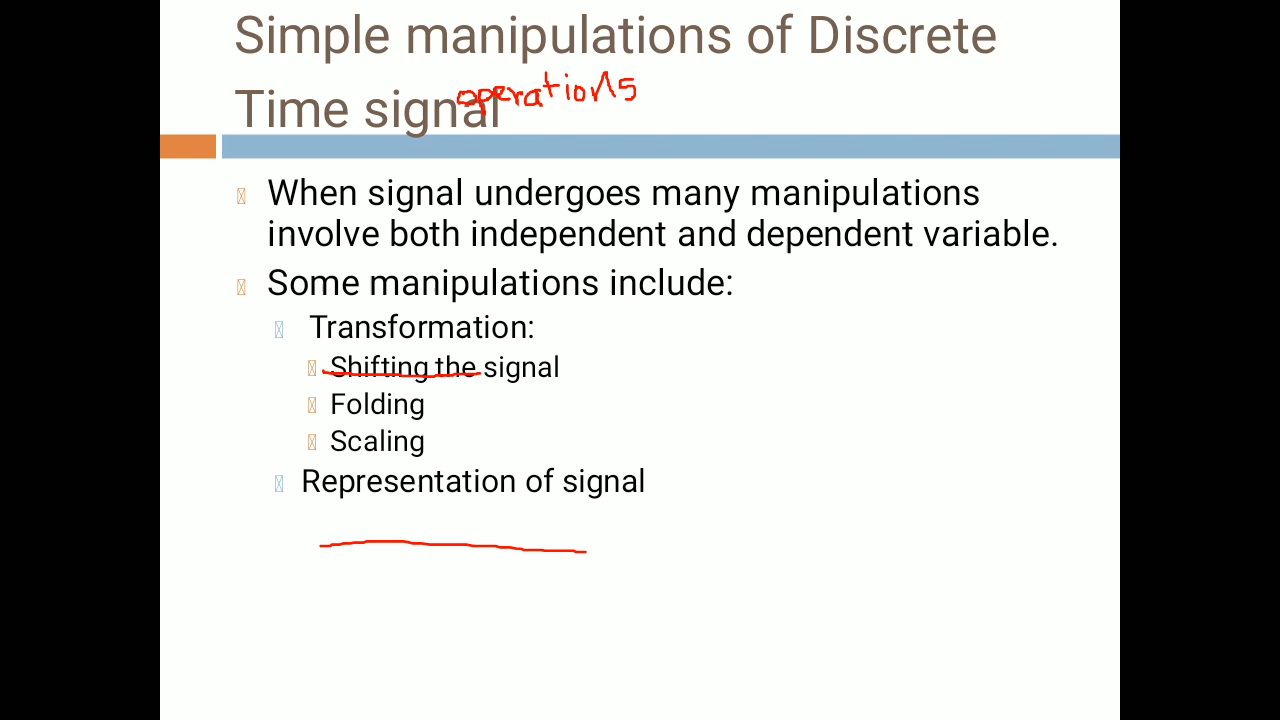 Simple manipulations of Discrete
Time signal
operations
When signal undergoes many manipulations
involve both independent and dependent variable.
Some manipulations include:
Transformation:
Shifting the signal
Folding
Scaling
Representation of signal